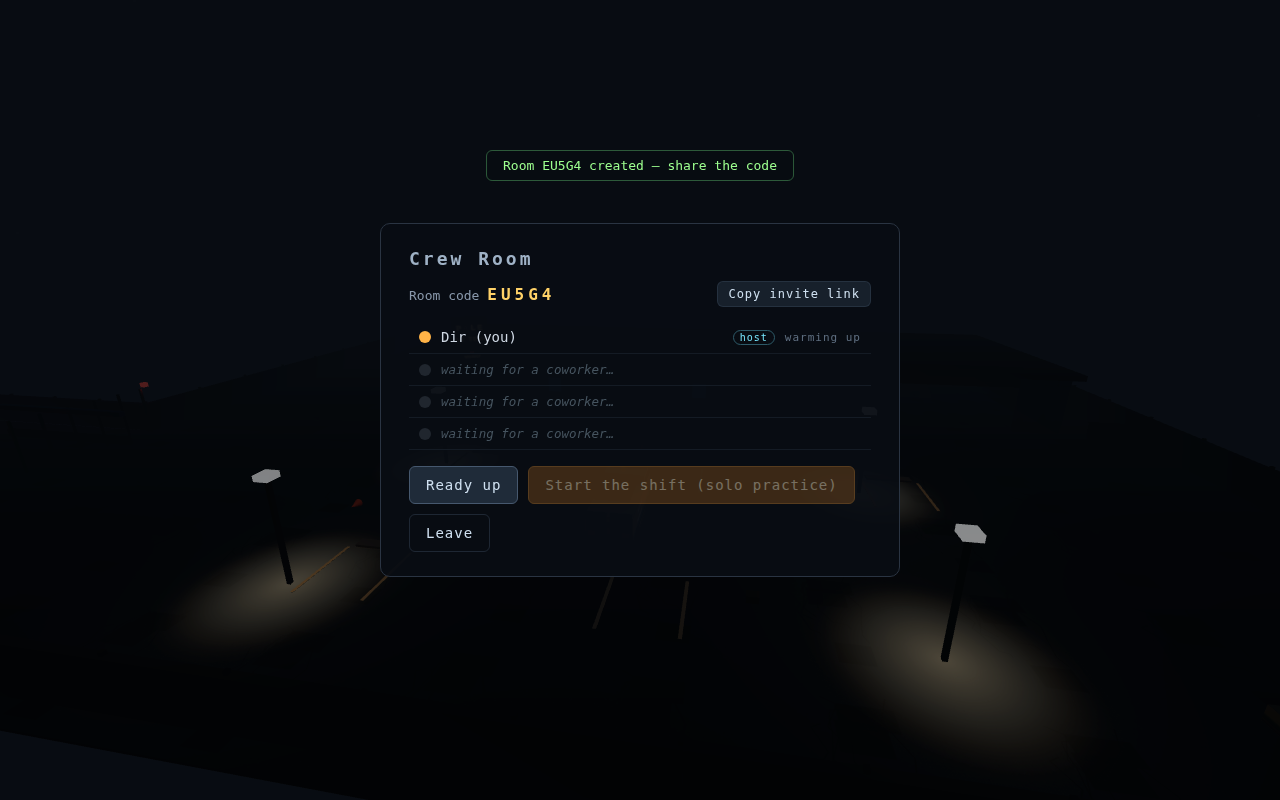 Room EU5G4 created — share the code
Crew Room
Room code EU5G4 Copy invite link
Dir (you) host warming up
waiting for a coworker…
waiting for a coworker…
waiting for a coworker…
Ready up Start the shift (solo practice)
Leave